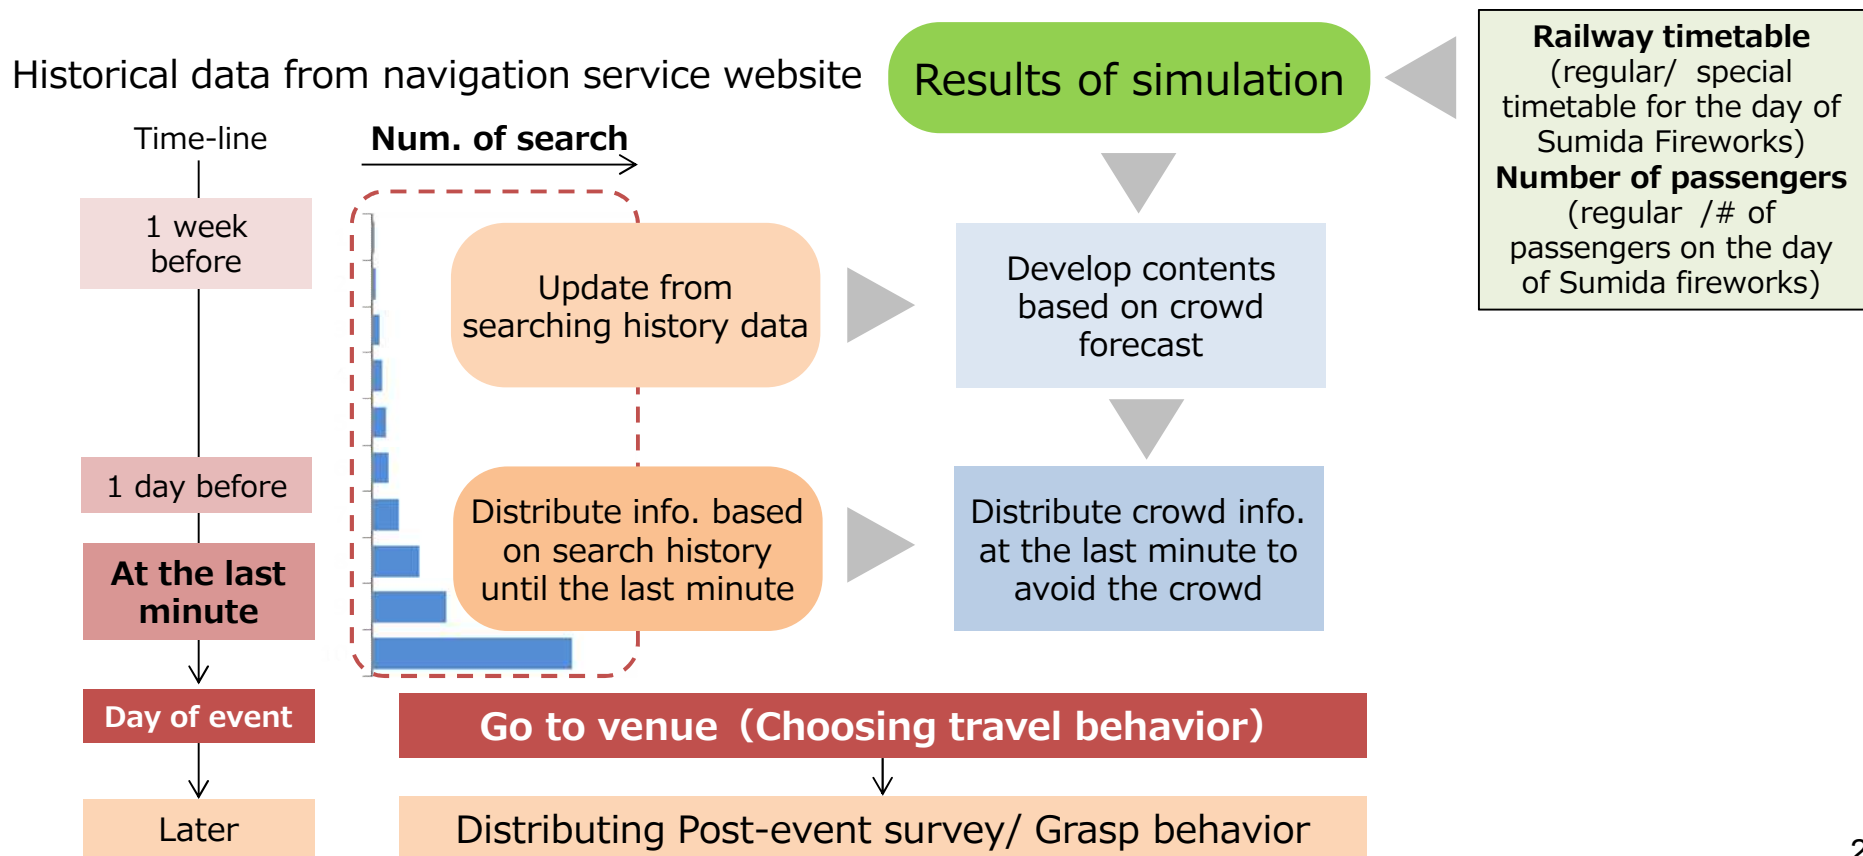 Historical data from navigation service website
Results of simulation
Railway timetable
(regular/ special
timetable for the day of
Sumida Fireworks)
Number of passengers
(regular /# of
passengers on the day
of Sumida fireworks)
Time-line
Num. of search
1 week
before
Update from
searching history data
Develop contents
based on crowd
forecast
1 day before
Distribute info. based
on search history
until the last minute
Distribute crowd info.
at the last minute to
avoid the crowd
At the last
minute
Day of event
Go to venue（Choosing travel behavior）
Later
Distributing Post-event survey/ Grasp behavior
2